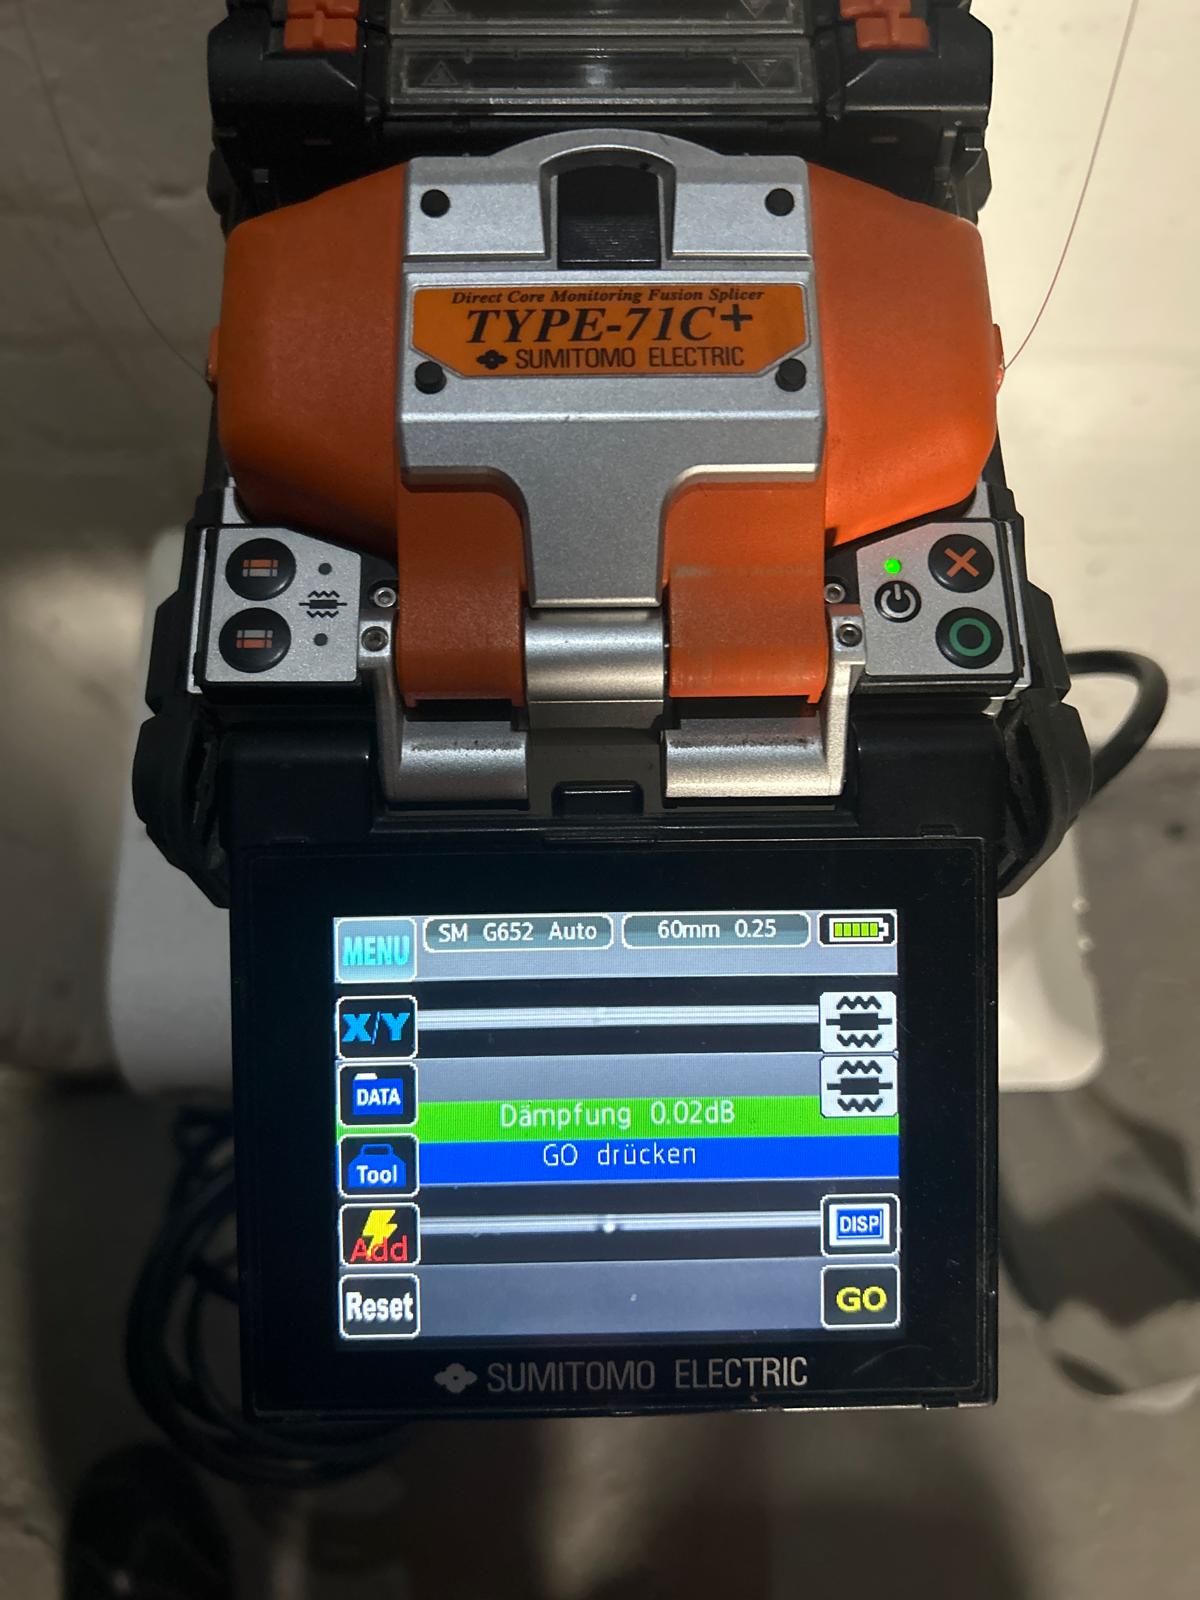 Direct Core Monitoring Fusion Splicer
TYPE-71C+
SUMITOMO ELECTRIC
MENU
SM G652 Auto
60mm 0.25
X/Y
DATA
Dämpfung 0.02dB
GO drücken
Tool
Add
DISP
Reset
GO
SUMITOMO ELECTRIC